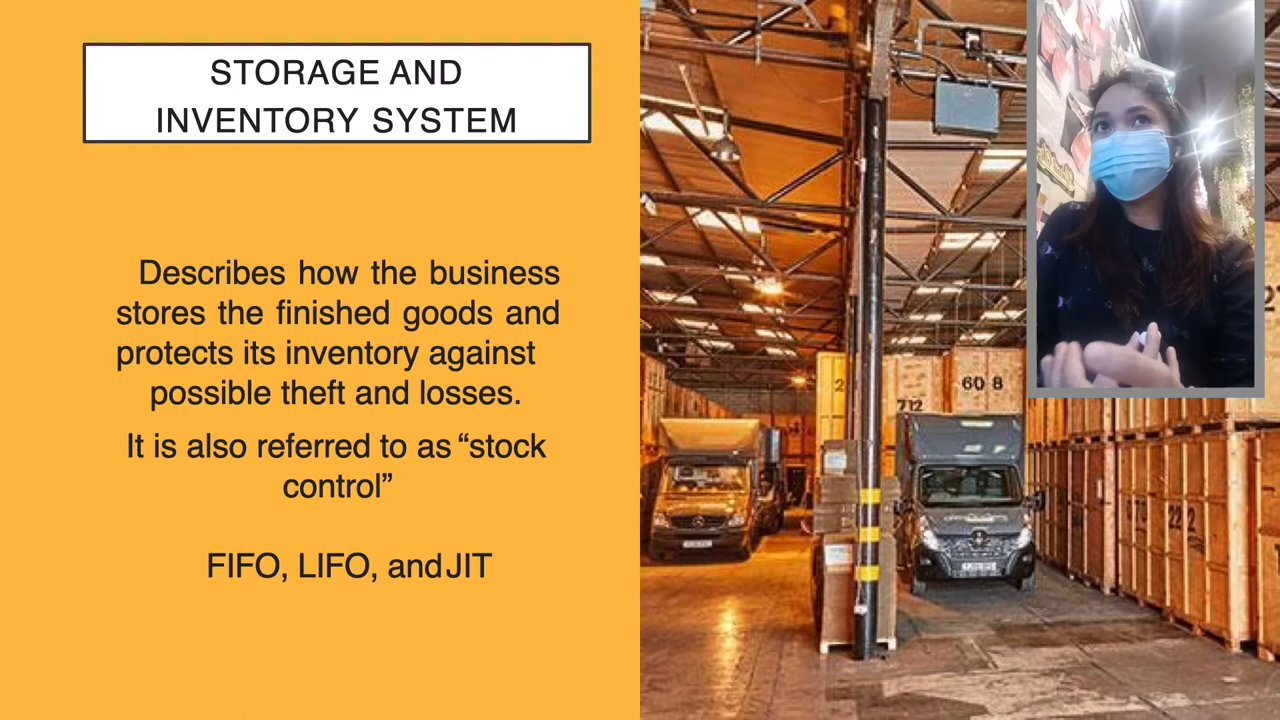 STORAGE AND
INVENTORY SYSTEM
Describes how the business
stores the finished goods and
protects its inventory against
possible theft and losses.
It is also referred to as “stock
control”
FIFO, LIFO, and JIT
60 8
712